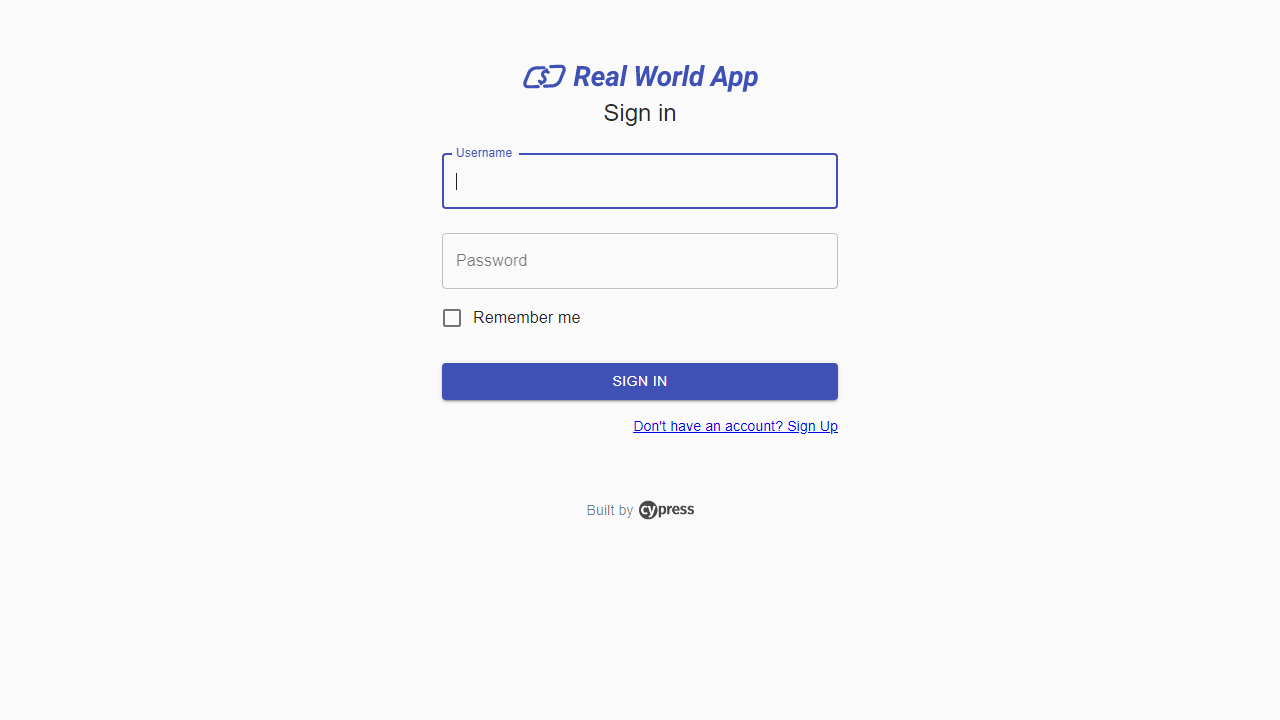 Real World App
Sign in
Username
Password
Remember me
SIGN IN
Don't have an account? Sign Up
Built by cypress